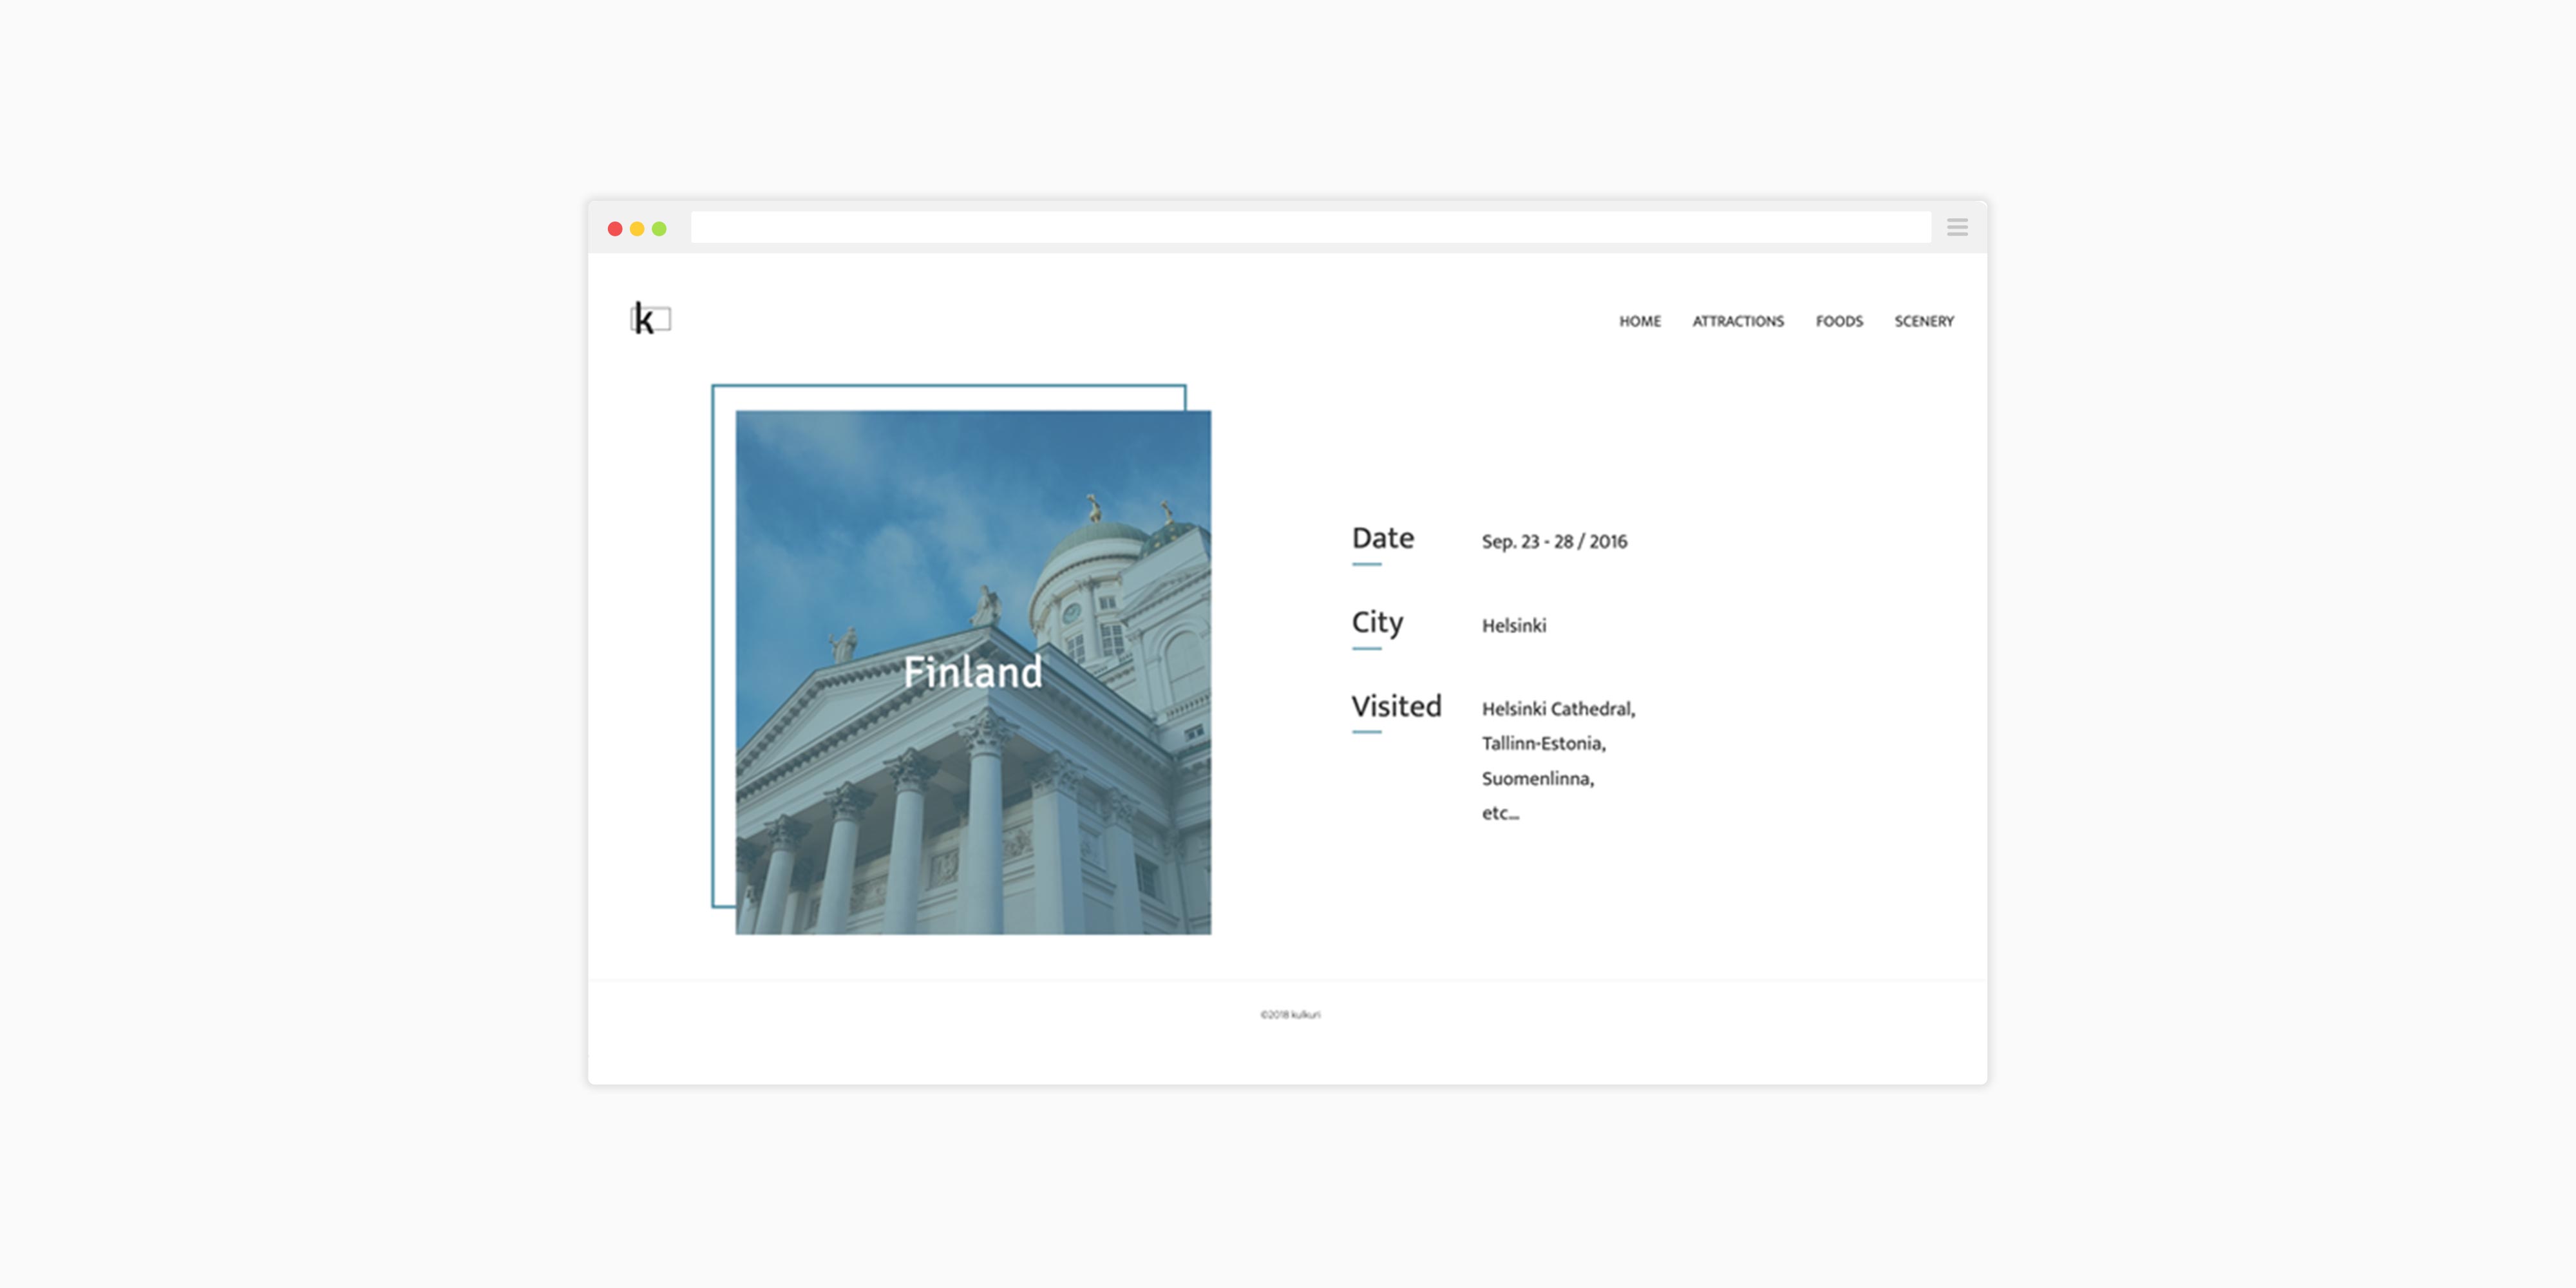 k
HOME ATTRACTIONS FOODS SCENERY
Finland
Date Sep. 23 - 28 / 2016
City Helsinki
Visited Helsinki Cathedral,
Tallinn-Estonia,
Suomenlinna,
etc...
©2018 kulkuri